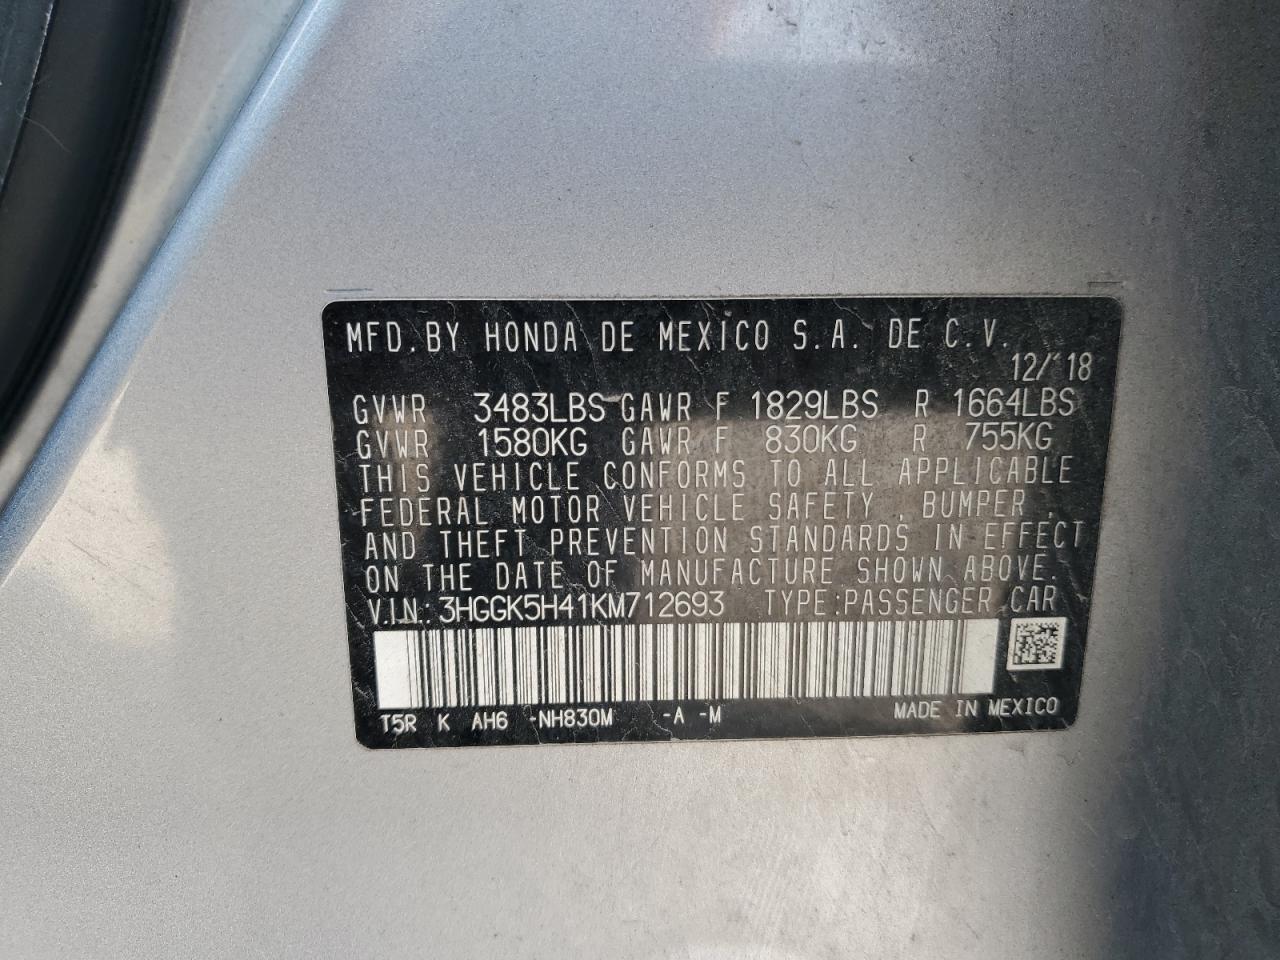 MFD. BY HONDA DE MEXICO S.A. DE C.V.
12/'18
GVWR 3483LBS GAWR F 1829LBS R 1664LBS
GVWR 1580KG GAWR F 830KG R 755KG
THIS VEHICLE CONFORMS TO ALL APPLICABLE
FEDERAL MOTOR VEHICLE SAFETY, BUMPER,
AND THEFT PREVENTION STANDARDS IN EFFECT
ON THE DATE OF MANUFACTURE SHOWN ABOVE.
V.I.N.: 3HGGK5H41KM712693 TYPE:PASSENGER CAR
T5R K AH6 -NH830M -A -M MADE IN MEXICO